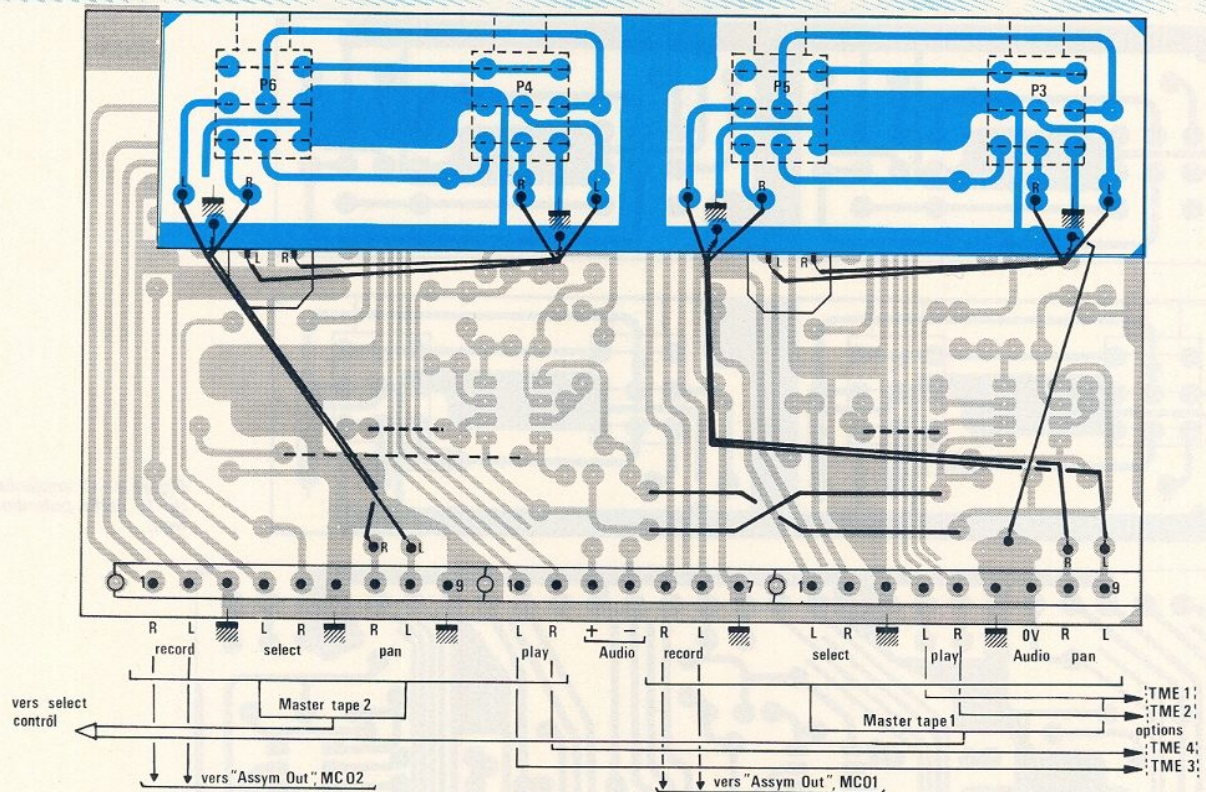 P6 P4 P5 P3
L R R L L R R L
L R L R
R L R L
1 9 1 7 1 9
R L L R R L L R + − R L L R L R 0V R L
record select pan play Audio record select play Audio pan
Master tape 2
Master tape 1
vers select
contrôl
TME 1
TME 2
options
TME 4
TME 3
vers "Assym Out", MC 02
vers "Assym Out", MC01